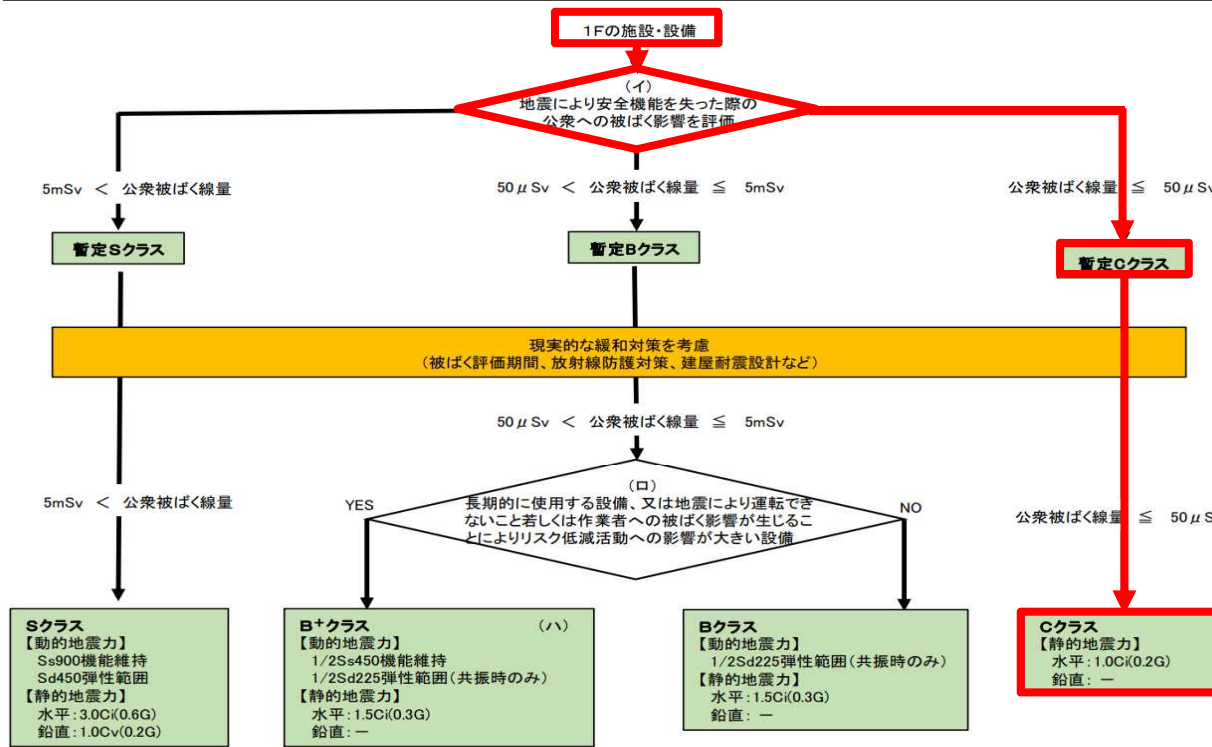 1Fの施設・設備
(イ)
地震により安全機能を失った際の
公衆への被ばく影響を評価
5mSv ＜ 公衆被ばく線量
50μSv ＜ 公衆被ばく線量 ≦ 5mSv
公衆被ばく線量 ≦ 50μSv
暫定Sクラス
暫定Bクラス
暫定Cクラス
現実的な緩和対策を考慮
(被ばく評価期間、放射線防護対策、建屋耐震設計など)
50μSv ＜ 公衆被ばく線量 ≦ 5mSv
5mSv ＜ 公衆被ばく線量
(ロ)
長期的に使用する設備、又は地震により運転でき
ないこと若しくは作業者への被ばく影響が生じるこ
とによりリスク低減活動への影響が大きい設備
YES
NO
公衆被ばく線量 ≦ 50μS
Sクラス
【動的地震力】
Ss900機能維持
Sd450弾性範囲
【静的地震力】
水平:3.0Ci(0.6G)
鉛直:1.0Cv(0.2G)
B⁺クラス (ハ)
【動的地震力】
1/2Ss450機能維持
1/2Sd225弾性範囲(共振時のみ)
【静的地震力】
水平:1.5Ci(0.3G)
鉛直:－
Bクラス
【動的地震力】
1/2Sd225弾性範囲(共振時のみ)
【静的地震力】
水平:1.5Ci(0.3G)
鉛直:－
Cクラス
【静的地震力】
水平:1.0Ci(0.2G)
鉛直:－